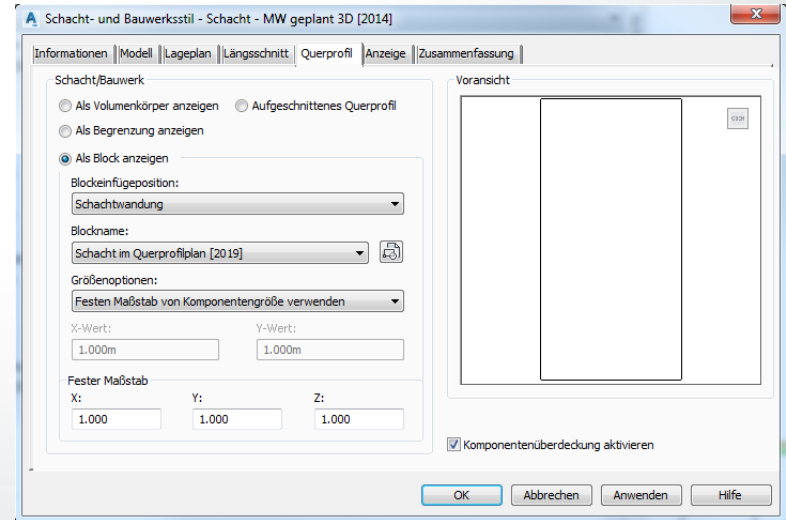 Schacht- und Bauwerksstil - Schacht - MW geplant 3D [2014]
Informationen Modell Lageplan Längsschnitt Querprofil Anzeige Zusammenfassung
Schacht/Bauwerk
Als Volumenkörper anzeigen Aufgeschnittenes Querprofil
Als Begrenzung anzeigen
Als Block anzeigen
Blockeinfügeposition:
Schachtwandung
Blockname:
Schacht im Querprofilplan [2019]
Größenoptionen:
Festen Maßstab von Komponentengröße verwenden
X-Wert: Y-Wert:
1.000m 1.000m
Fester Maßstab
X: Y: Z:
1.000 1.000 1.000
Voransicht
Komponentenüberdeckung aktivieren
OK Abbrechen Anwenden Hilfe